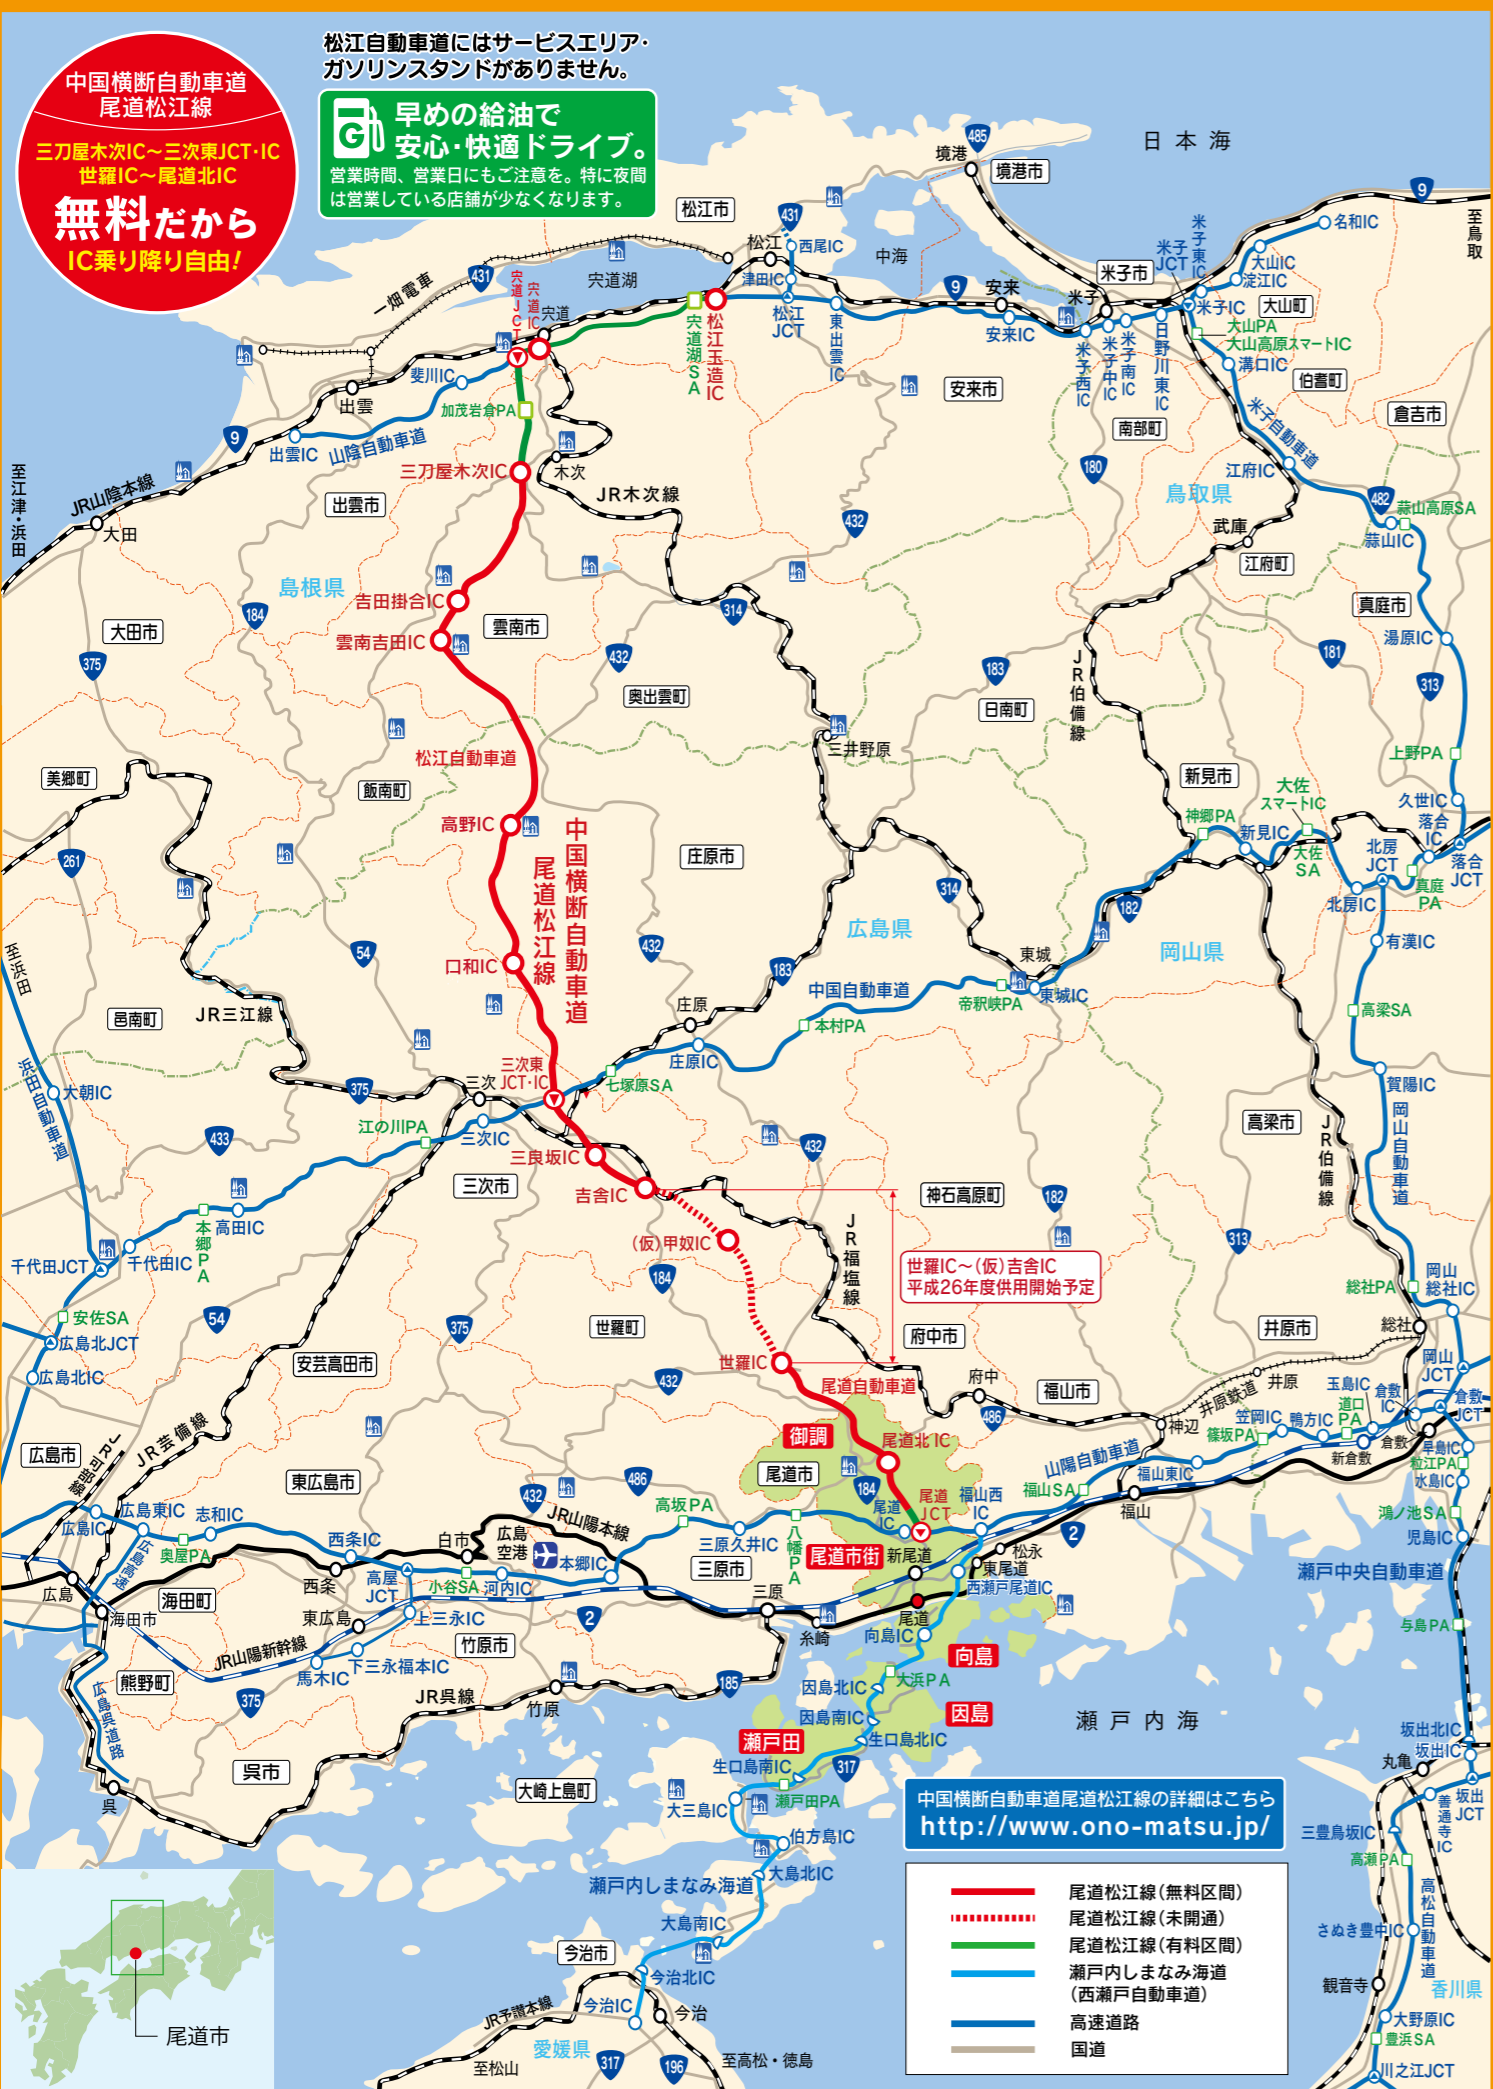 松江自動車道にはサービスエリア・
ガソリンスタンドがありません。
早めの給油で
安心・快適ドライブ。
営業時間、営業日にもご注意を。特に夜間
は営業している店舗が少なくなります。
中国横断自動車道
尾道松江線
三刀屋木次IC～三次東JCT・IC
世羅IC～尾道北IC
無料だから
IC乗り降り自由!
日本海
485
境港
境港市
9
至鳥取
松江市
431
松江
西尾IC
津田IC
中海
宍道湖
一畑電車
431
宍道JCT
宍道IC
宍道
宍道湖SA
松江玉造IC
松江JCT
東出雲IC
9
安来
安来IC
米子
米子市
米子JCT
米子東IC
名和IC
大山IC
淀江IC
大山町
米子IC
大山PA
大山高原スマートIC
溝口IC
伯耆町
米子西IC
米子中IC
米子南IC
日野川東IC
米子自動車道
倉吉市
安来市
南部町
180
江府IC
鳥取県
482
蒜山高原SA
蒜山IC
武庫
江府町
真庭市
湯原IC
181
313
斐川IC
出雲
加茂岩倉PA
9
出雲IC
山陰自動車道
三刀屋木次IC
木次
JR木次線
JR山陰本線
至江津・浜田
大田
出雲市
432
島根県
184
吉田掛合IC
雲南吉田IC
雲南市
314
大田市
375
432
奥出雲町
183
日南町
JR伯備線
三井野原
松江自動車道
飯南町
美郷町
高野IC
中国横断自動車道
尾道松江線
庄原市
新見市
上野PA
久世IC
落合IC
落合JCT
大佐スマートIC
神郷PA
新見IC
大佐SA
北房JCT
北房IC
真庭PA
261
314
182
54
432
183
広島県
岡山県
有漢IC
高梁SA
賀陽IC
至浜田
口和IC
東城
東城IC
帝釈峡PA
中国自動車道
本村PA
庄原
庄原IC
邑南町
JR三江線
三次東JCT・IC
七塚原SA
三次
375
浜田自動車道
大朝IC
433
江の川PA
三次IC
三良坂IC
吉舎IC
三次市
432
神石高原町
182
高梁市
JR伯備線
岡山自動車道
本郷PA
高田IC
千代田JCT
千代田IC
(仮)甲奴IC
JR福塩線
313
世羅IC～(仮)吉舎IC
平成26年度供用開始予定
184
総社PA
岡山総社IC
安佐SA
広島北JCT
広島北IC
54
375
世羅町
府中市
井原市
総社
安芸高田市
世羅IC
尾道自動車道
432
府中
福山市
486
井原
井原鉄道
岡山JCT
玉島IC
倉敷IC
倉敷JCT
道口PA
笠岡IC
鴨方IC
篠坂PA
神辺
新倉敷
倉敷
早島IC
粒江PA
水島IC
鴻ノ池SA
児島IC
瀬戸中央自動車道
与島PA
広島市
JR可部線
JR芸備線
東広島市
御調
尾道市
尾道北IC
184
尾道JCT
尾道IC
福山西IC
福山SA
山陽自動車道
福山東IC
福山
2
486
432
高坂PA
三原久井IC
八幡PA
JR山陽本線
広島空港
本郷IC
三原市
尾道市街
新尾道
東尾道
松永
西瀬戸尾道IC
広島東IC
広島IC
志和IC
奥屋PA
広島高速
西条IC
白市
西条
高屋JCT
小谷SA
河内IC
広島
海田町
海田市
東広島
上三永IC
JR山陽新幹線
馬木IC
下三永福本IC
竹原市
2
三原
糸崎
尾道
向島IC
向島
熊野町
広島呉道路
375
JR呉線
竹原
185
大浜PA
因島北IC
因島南IC
因島
瀬戸内海
瀬戸田
生口島北IC
生口島南IC
317
瀬戸田PA
呉市
呉
大崎上島町
大三島IC
伯方島IC
大島北IC
瀬戸内しまなみ海道
大島南IC
今治市
今治北IC
今治IC
今治
JR予讃本線
愛媛県
至松山
317
196
至高松・徳島
坂出北IC
坂出IC
丸亀
坂出JCT
善通寺IC
三豊鳥坂IC
高瀬PA
高松自動車道
さぬき豊中IC
観音寺
香川県
大野原IC
豊浜SA
川之江JCT
中国横断自動車道尾道松江線の詳細はこちら
http://www.ono-matsu.jp/
尾道松江線(無料区間)
尾道松江線(未開通)
尾道松江線(有料区間)
瀬戸内しまなみ海道
(西瀬戸自動車道)
高速道路
国道
尾道市